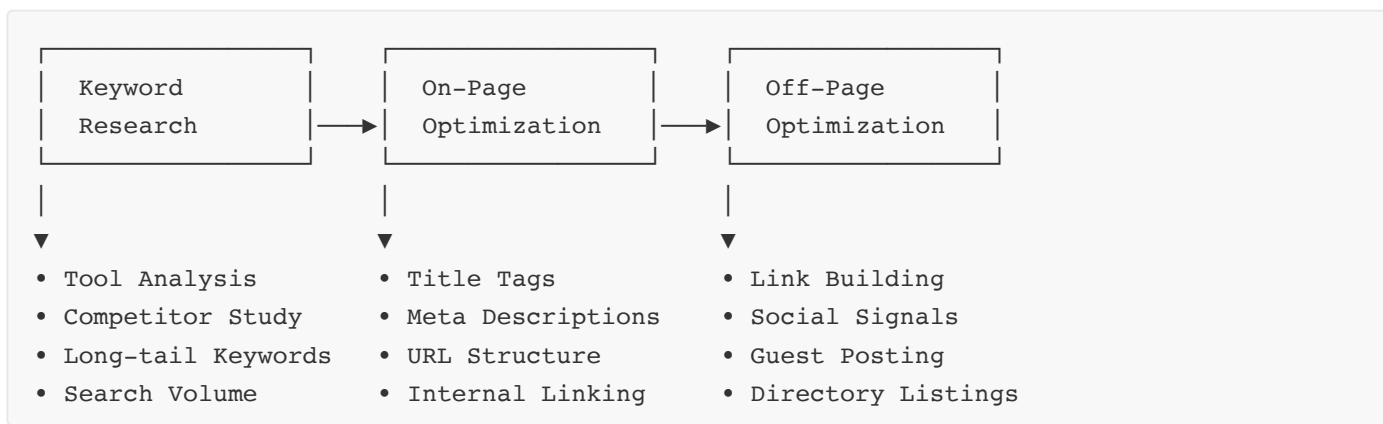 Keyword On-Page Off-Page
Research Optimization Optimization
• Tool Analysis • Title Tags • Link Building
• Competitor Study • Meta Descriptions • Social Signals
• Long-tail Keywords • URL Structure • Guest Posting
• Search Volume • Internal Linking • Directory Listings